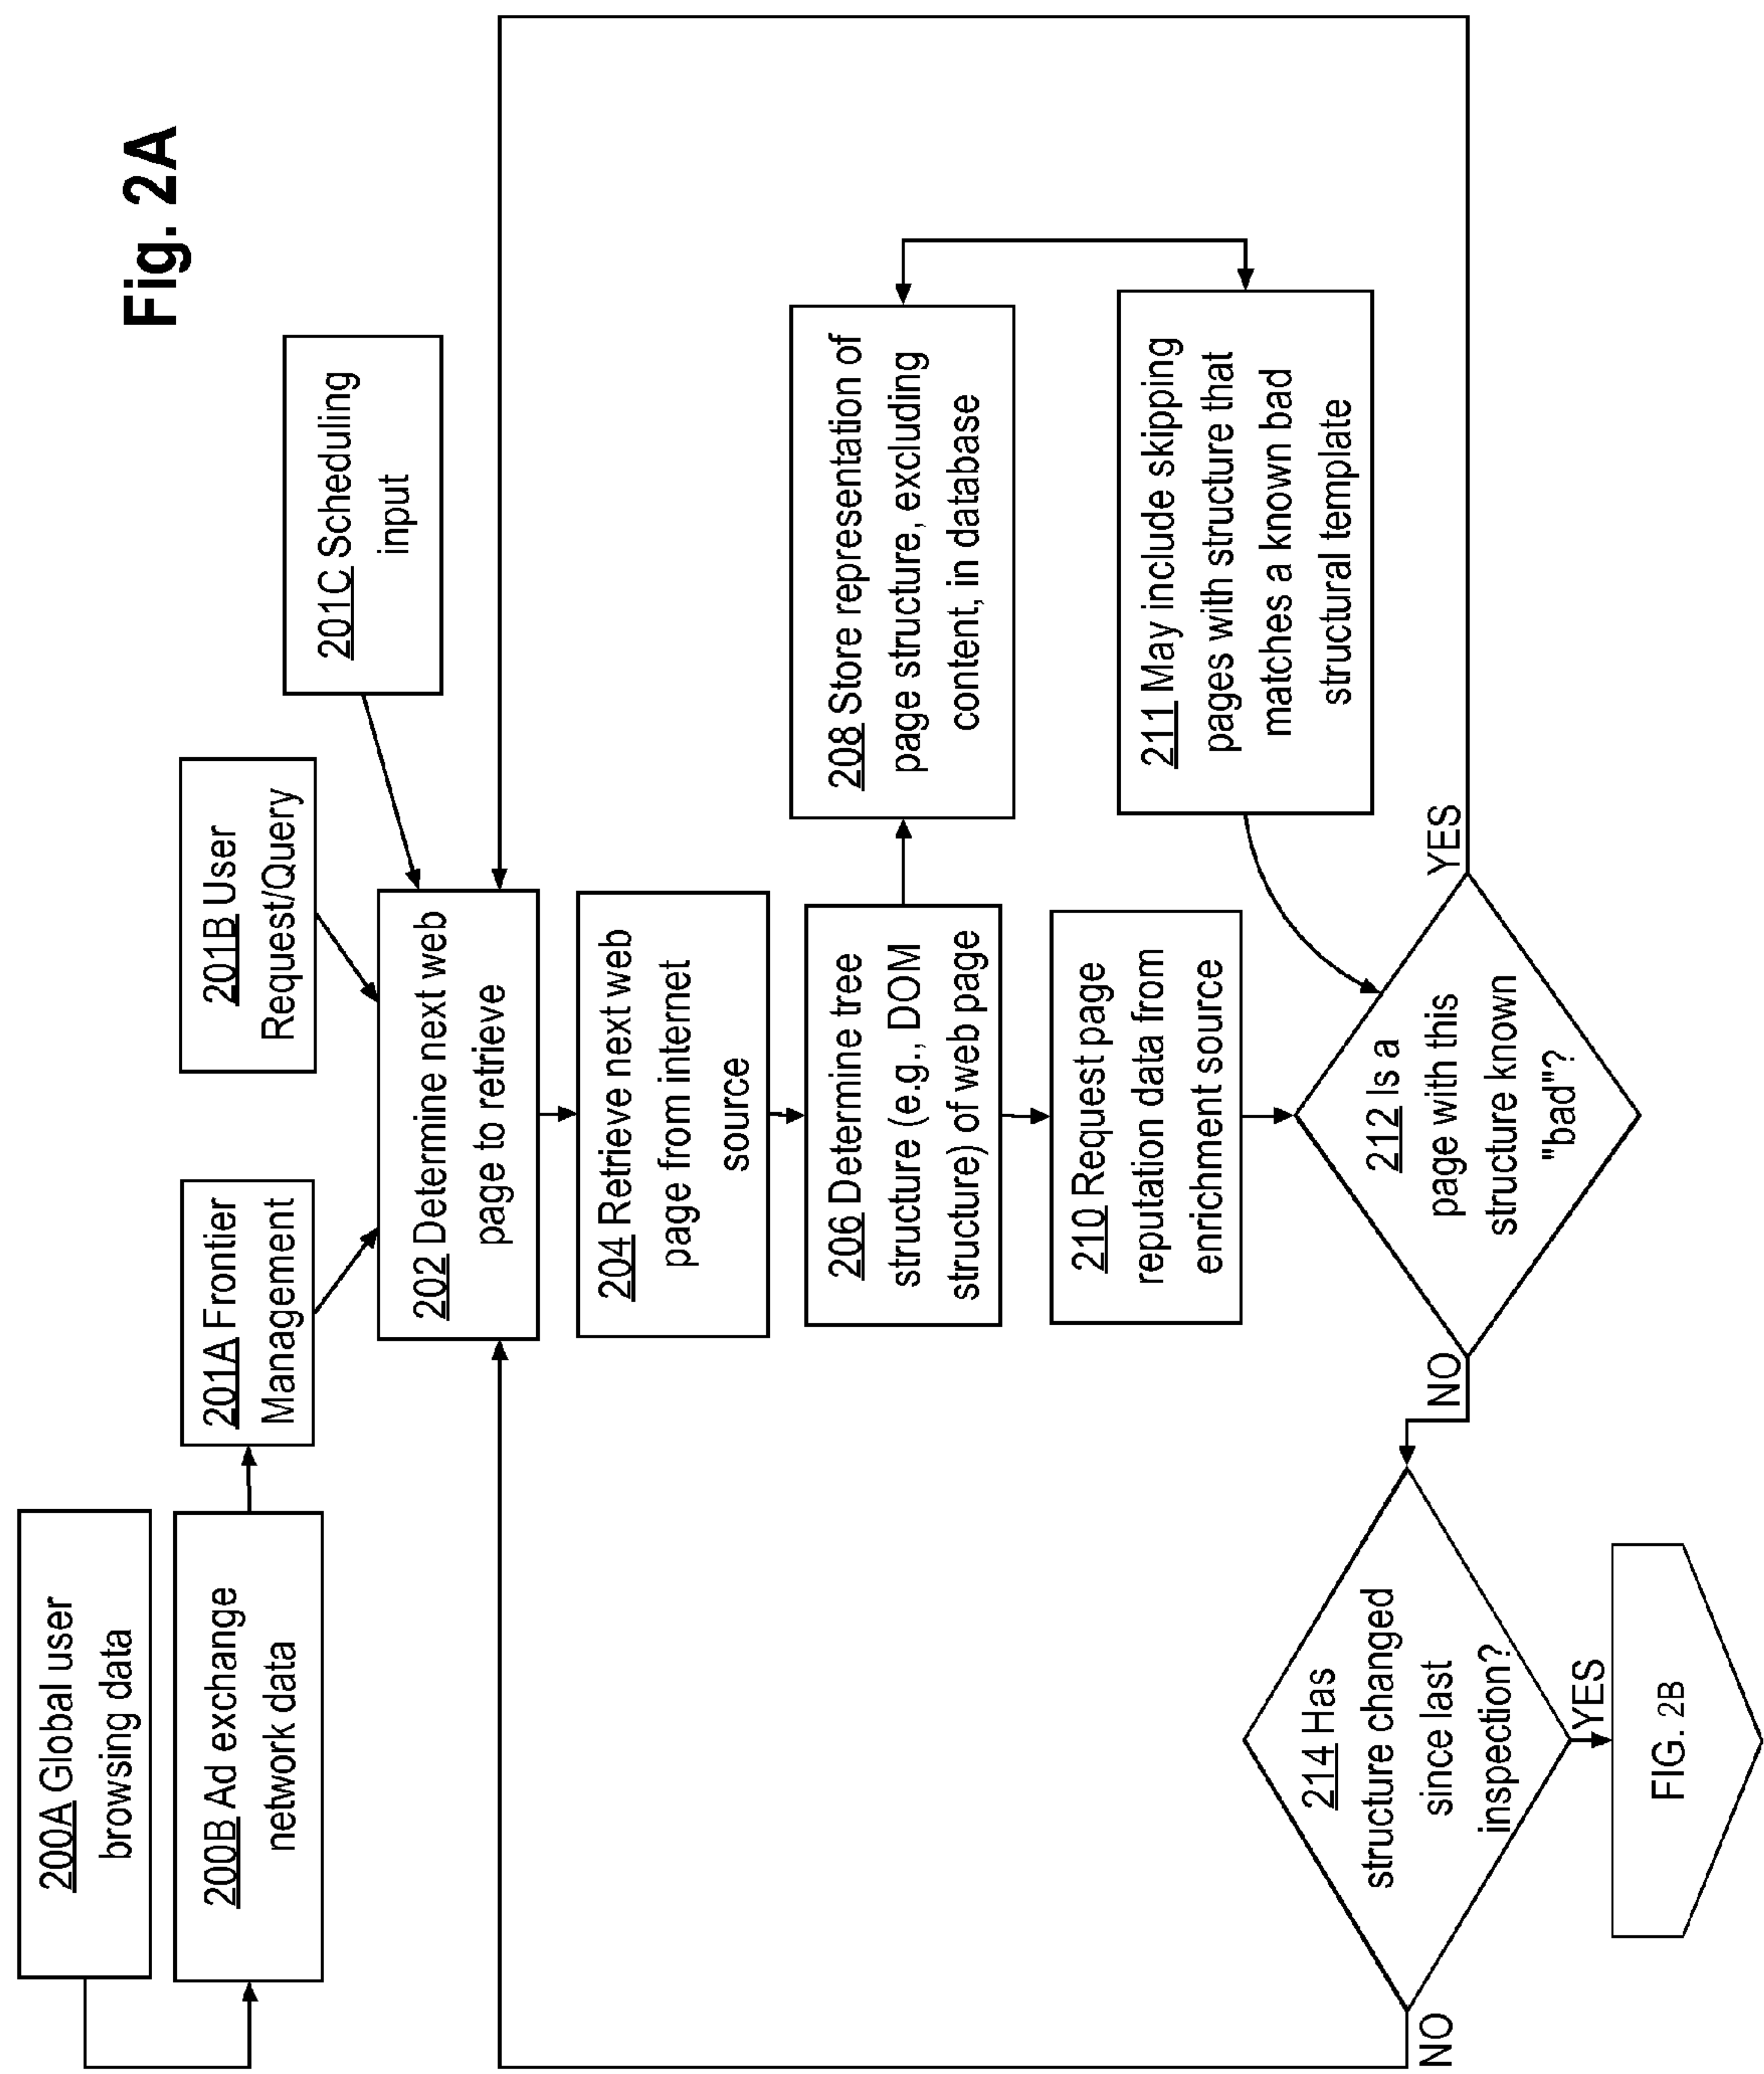 Fig. 2A
200A Global user
browsing data
200B Ad exchange
network data
201A Frontier
Management
201B User
Request/Query
201C Scheduling
input
202 Determine next web
page to retrieve
204 Retrieve next web
page from internet
source
206 Determine tree
structure (e.g., DOM
structure) of web page
208 Store representation of
page structure, excluding
content, in database
210 Request page
reputation data from
enrichment source
211 May include skipping
pages with structure that
matches a known bad
structural template
212 Is a
page with this
structure known
"bad"?
YES
NO
214 Has
structure changed
since last
inspection?
NO
YES
FIG. 2B